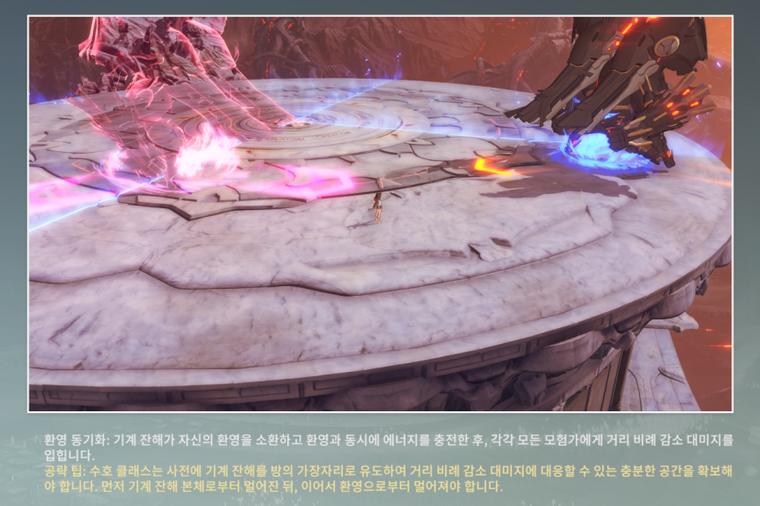 환영 동기화: 기계 잔해가 자신의 환영을 소환하고 환영과 동시에 에너지를 충전한 후, 각각 모든 모험가에게 거리 비례 감소 대미지를
입힙니다.
공략 팁: 수호 클래스는 사전에 기계 잔해를 방의 가장자리로 유도하여 거리 비례 감소 대미지에 대응할 수 있는 충분한 공간을 확보해
야 합니다. 먼저 기계 잔해 본체로부터 멀어진 뒤, 이어서 환영으로부터 멀어져야 합니다.